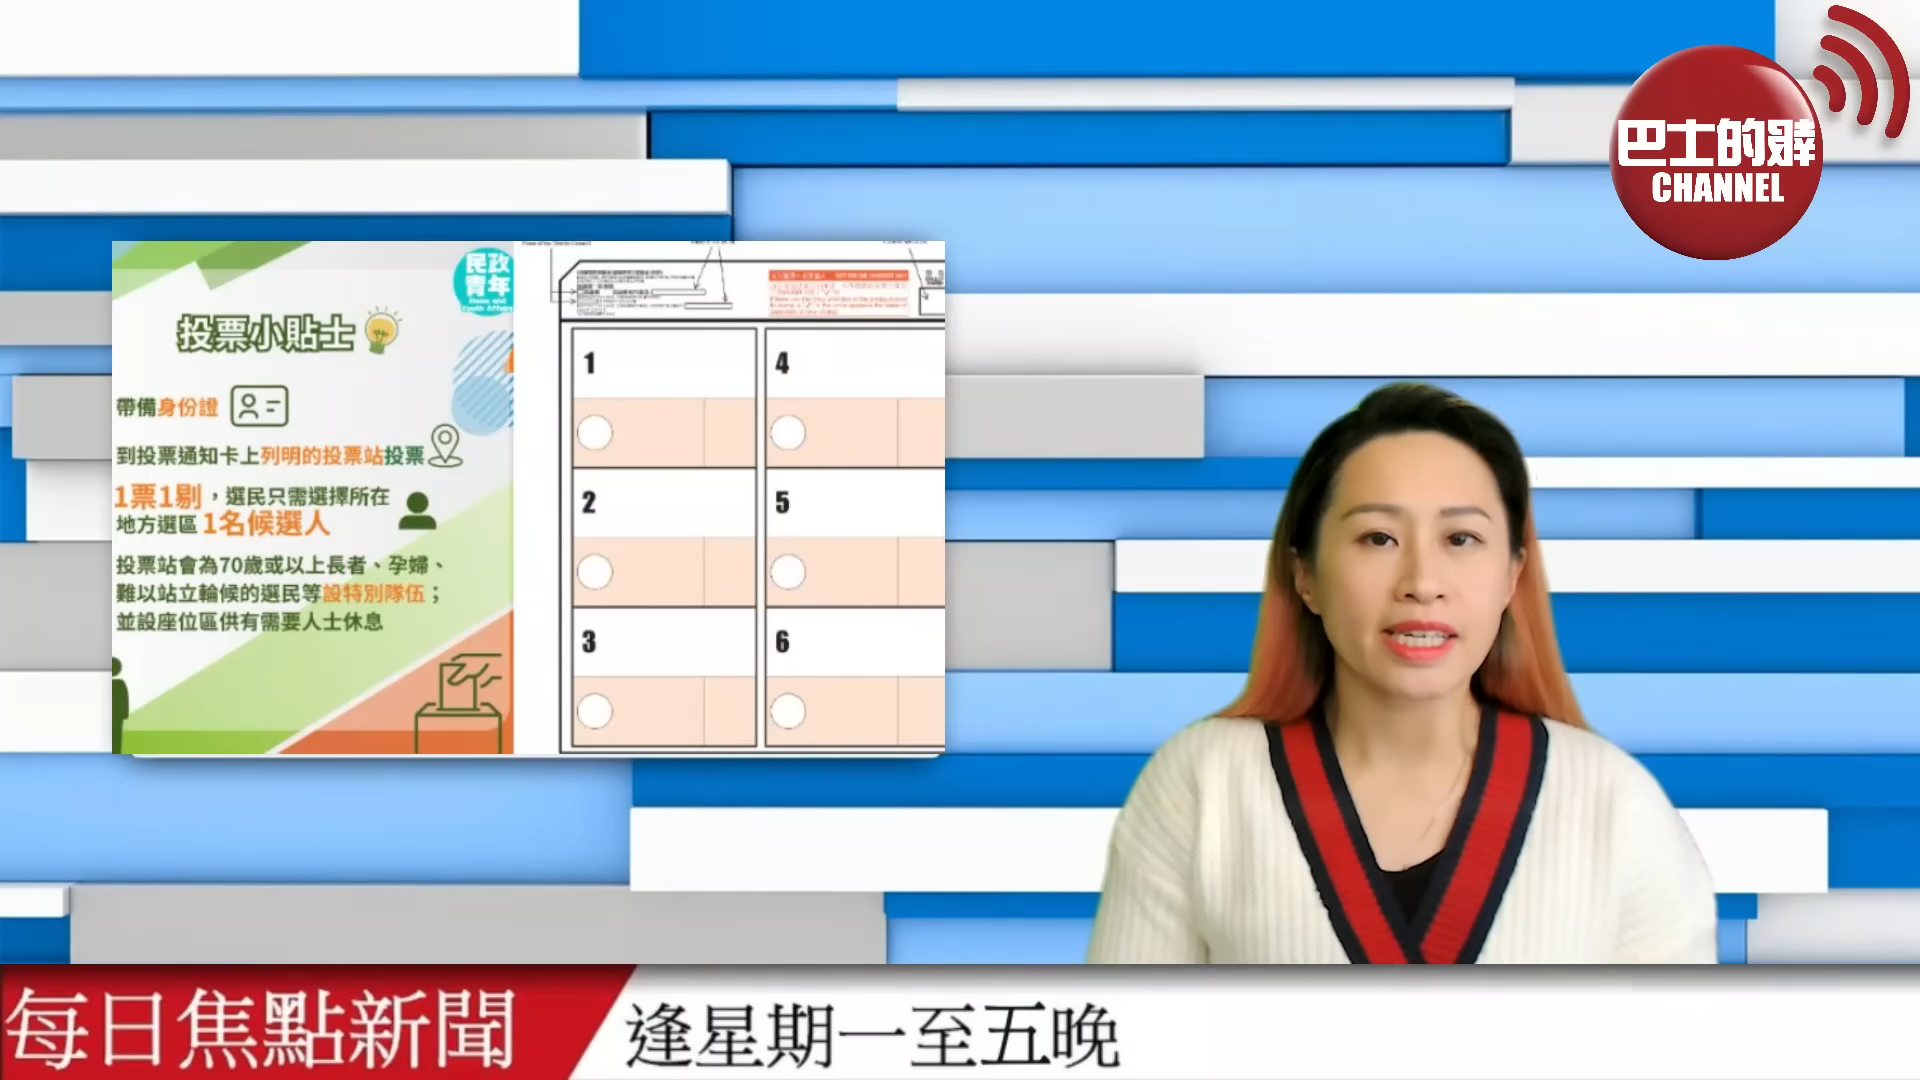 巴士的報
CHANNEL
民政
青年
Home and
Youth Affairs
投票小貼士
帶備身份證
到投票通知卡上列明的投票站投票
1票1剔，選民只需選擇所在
地方選區1名候選人
投票站會為70歲或以上長者、孕婦、
難以站立輪候的選民等設特別隊伍；
並設座位區供有需要人士休息
1
4
2
5
3
6
每日焦點新聞
逢星期一至五晚